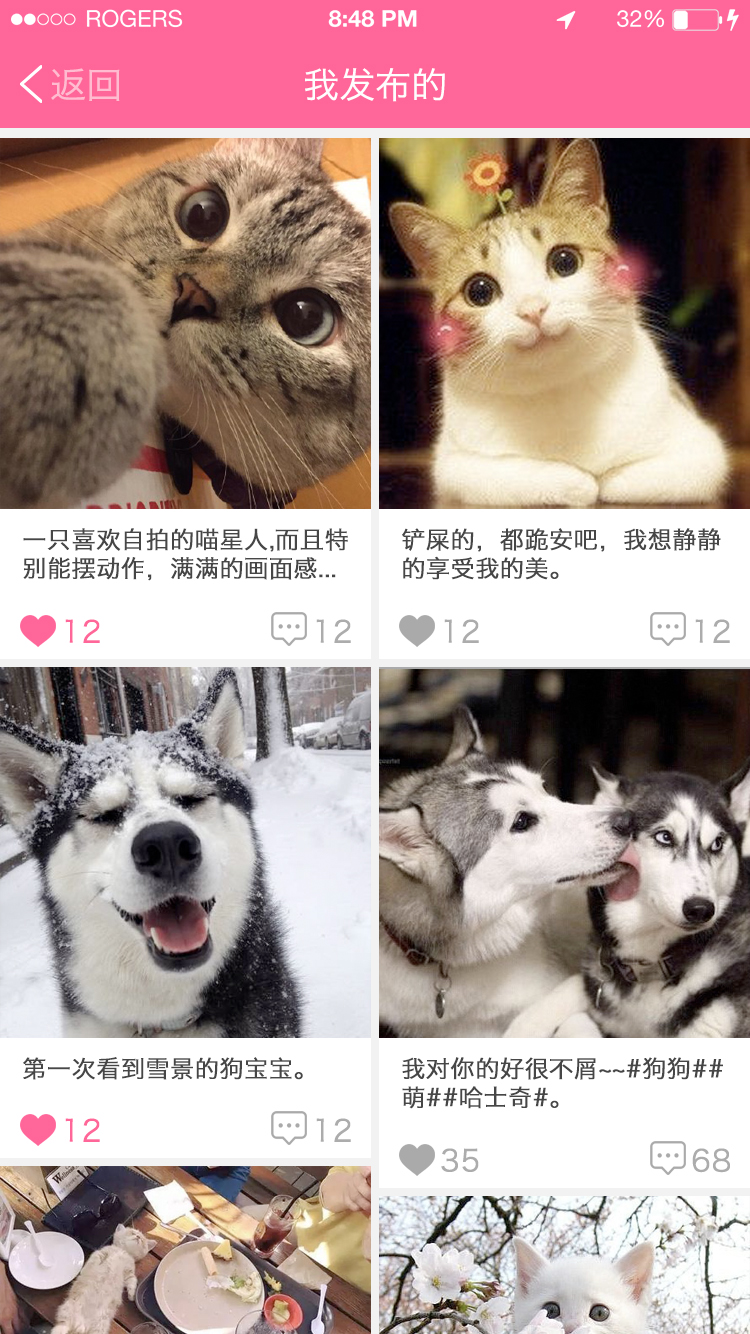 ROGERS 8:48 PM 32%
返回 我发布的
一只喜欢自拍的喵星人,而且特
别能摆动作，满满的画面感...
12 12
铲屎的，都跪安吧，我想静静
的享受我的美。
12 12
第一次看到雪景的狗宝宝。
12 12
我对你的好很不屑~~#狗狗##
萌##哈士奇#。
35 68